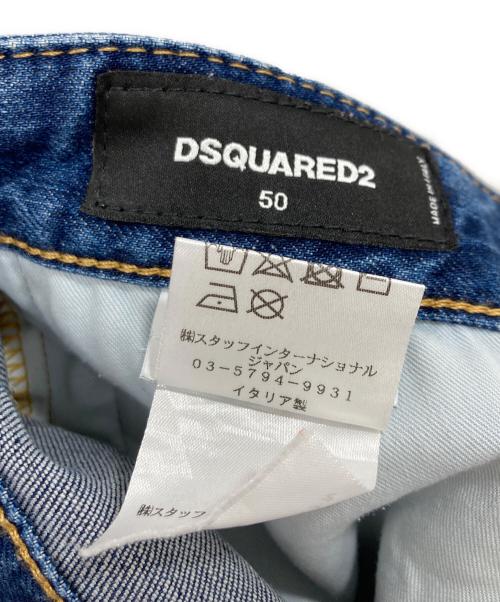 DSQUARED2
50
MADE IN ITALY
㈱スタッフインターナショナル
ジャパン
03-5794-9931
イタリア製
㈱スタッフ